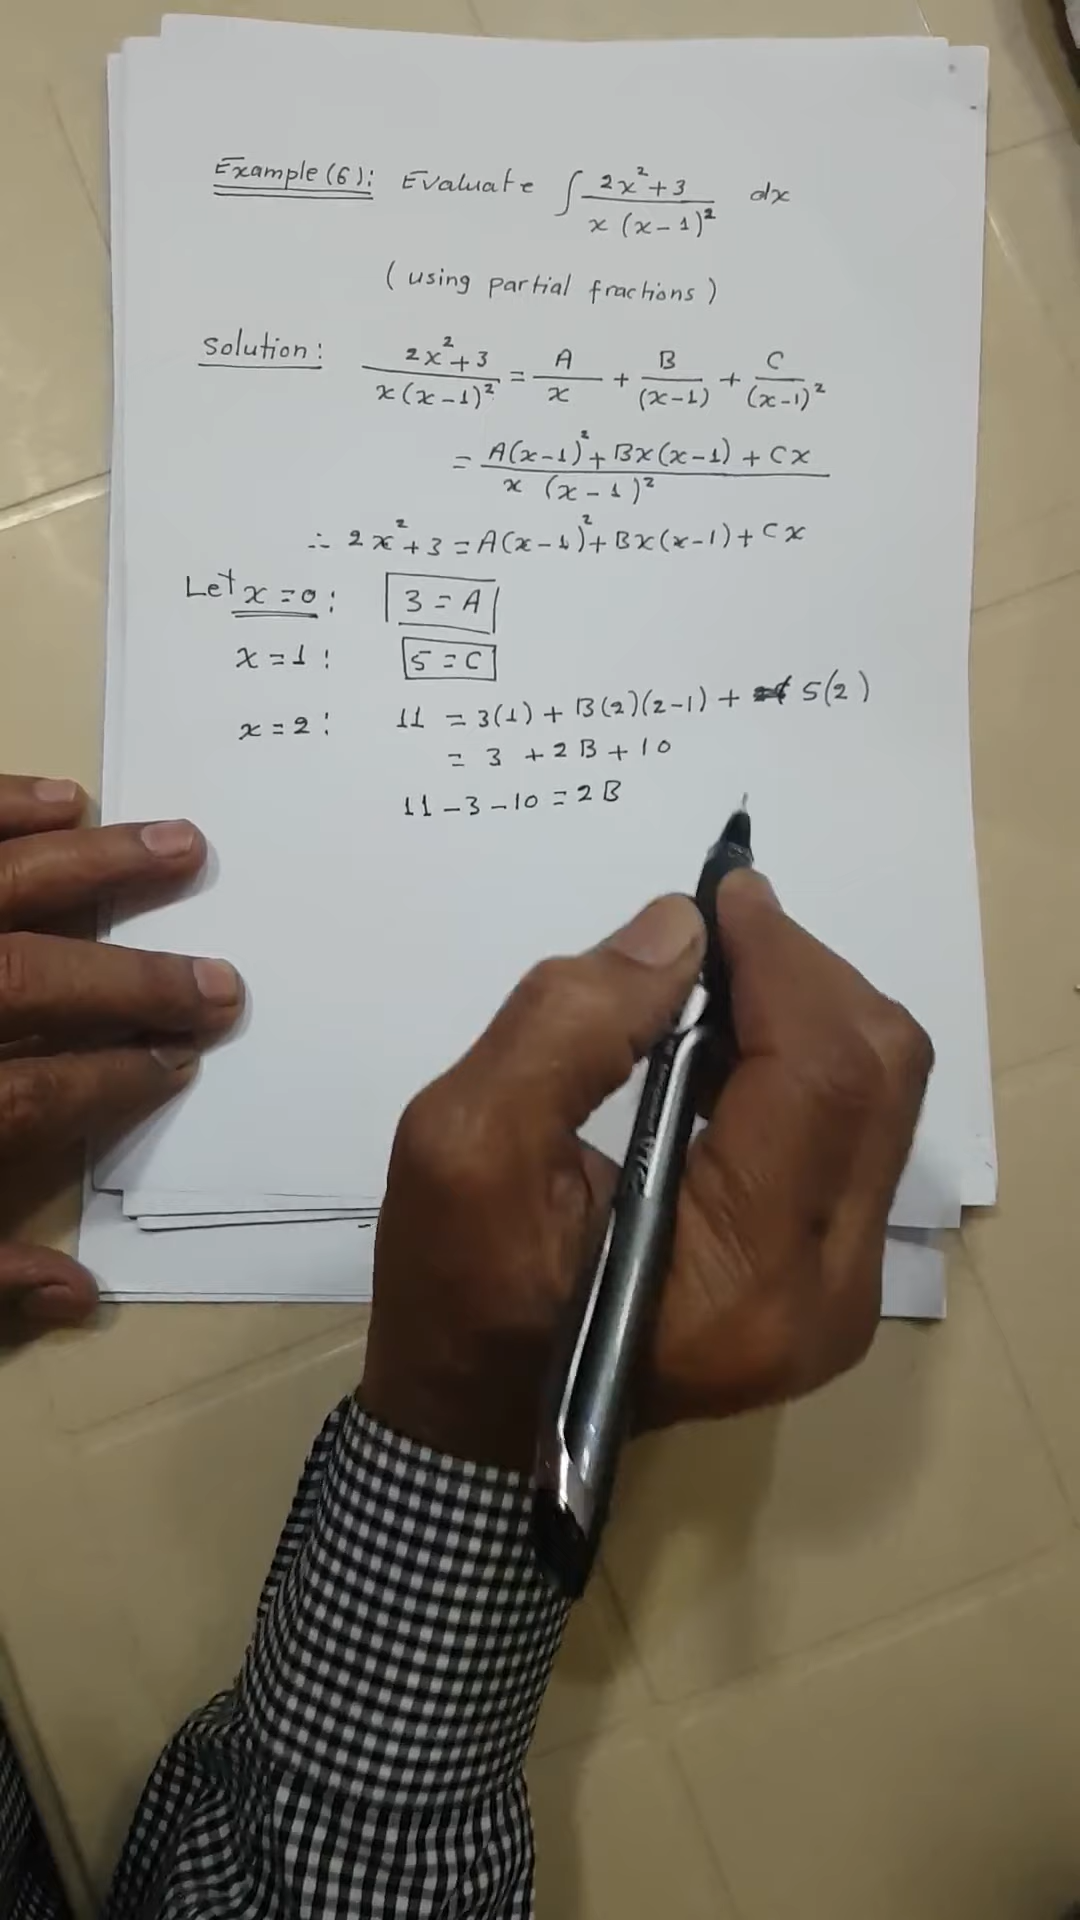 Example (6): Evaluate ∫ (2x²+3)/(x (x-1)²) dx
(using partial fractions)
Solution: (2x²+3)/(x(x-1)²) = A/x + B/(x-1) + C/(x-1)²
= (A(x-1)² + Bx(x-1) + Cx)/(x (x-1)²)
∴ 2x²+3 = A(x-1)² + Bx(x-1) + Cx
Let x=0: 3 = A
x=1: 5 = C
x=2: 11 = 3(1) + B(2)(2-1) + 5(2)
= 3 + 2B + 10
11 - 3 - 10 = 2B